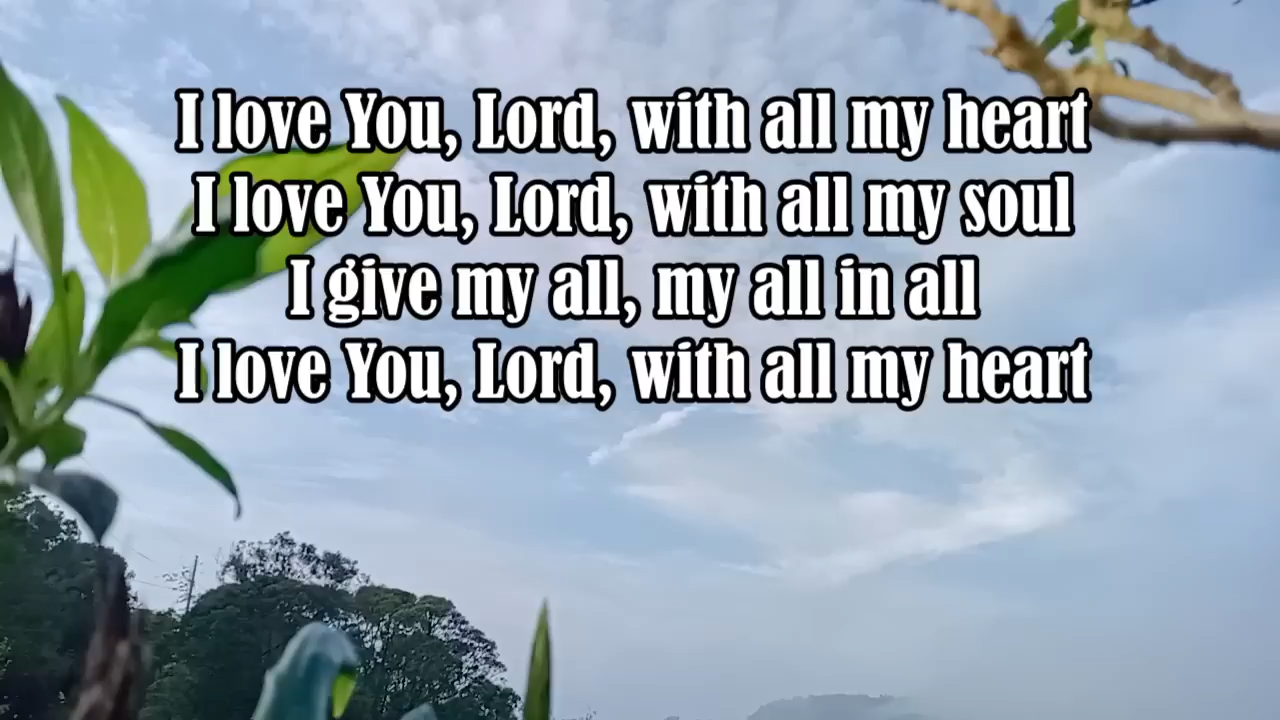 I love You, Lord, with all my heart
I love You, Lord, with all my soul
I give my all, my all in all
I love You, Lord, with all my heart